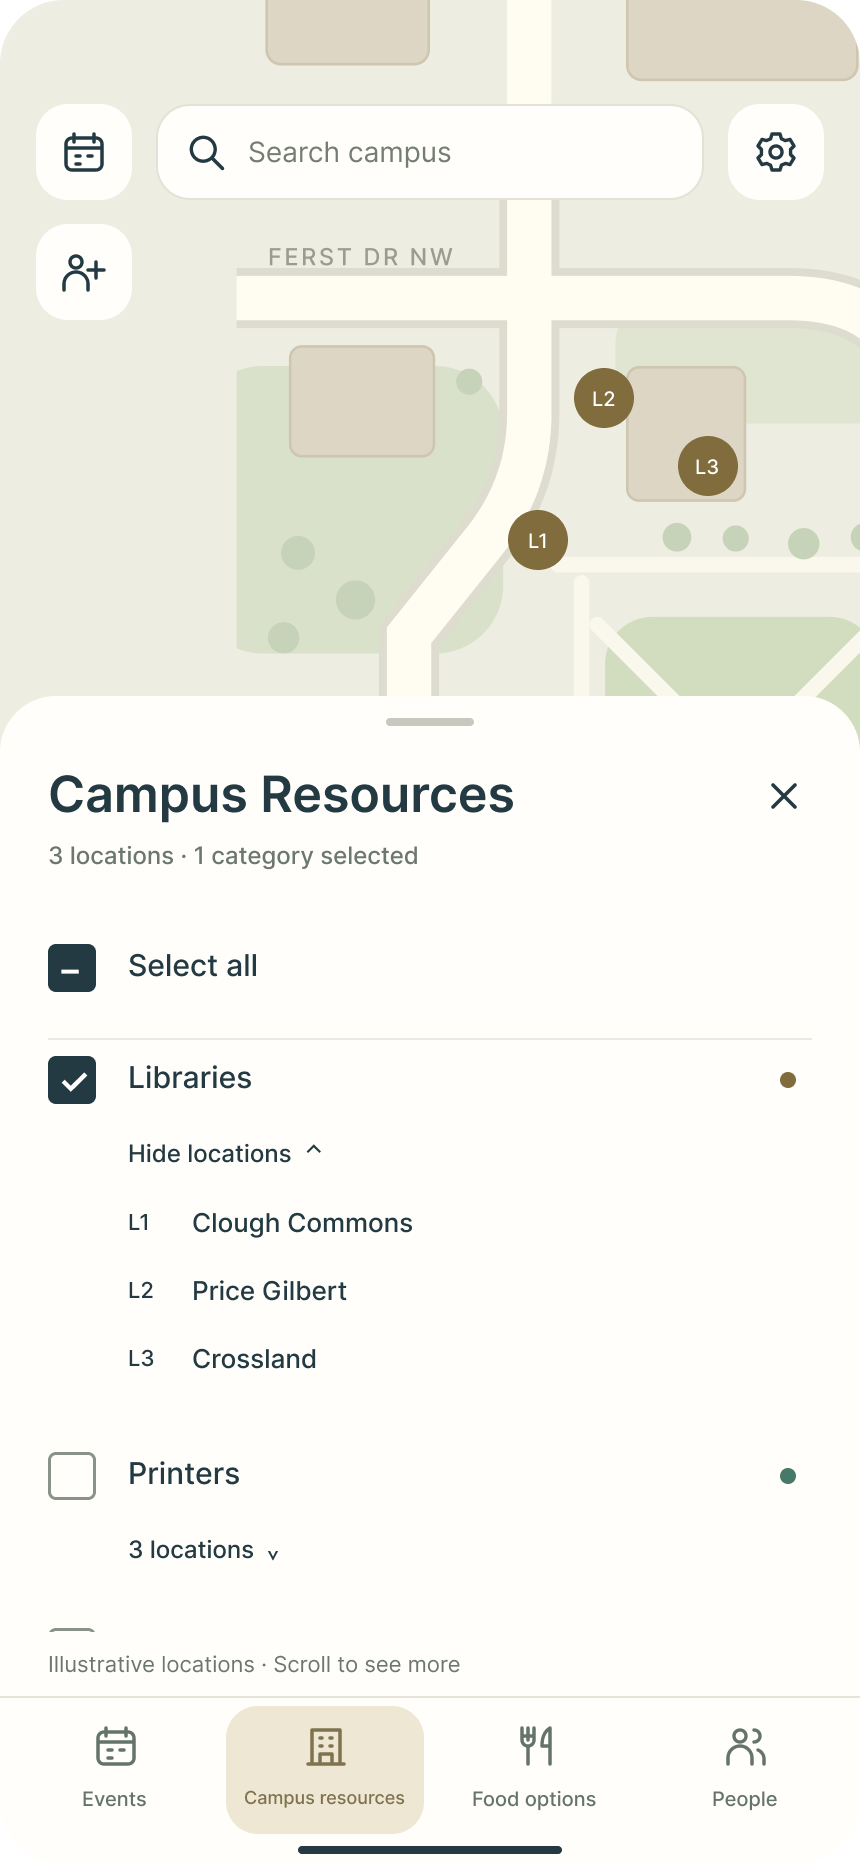 Search campus
FERST DR NW
L2
L3
L1
Campus Resources
3 locations · 1 category selected
Select all
Libraries
Hide locations
L1 Clough Commons
L2 Price Gilbert
L3 Crossland
Printers
3 locations
Illustrative locations · Scroll to see more
Events
Campus resources
Food options
People